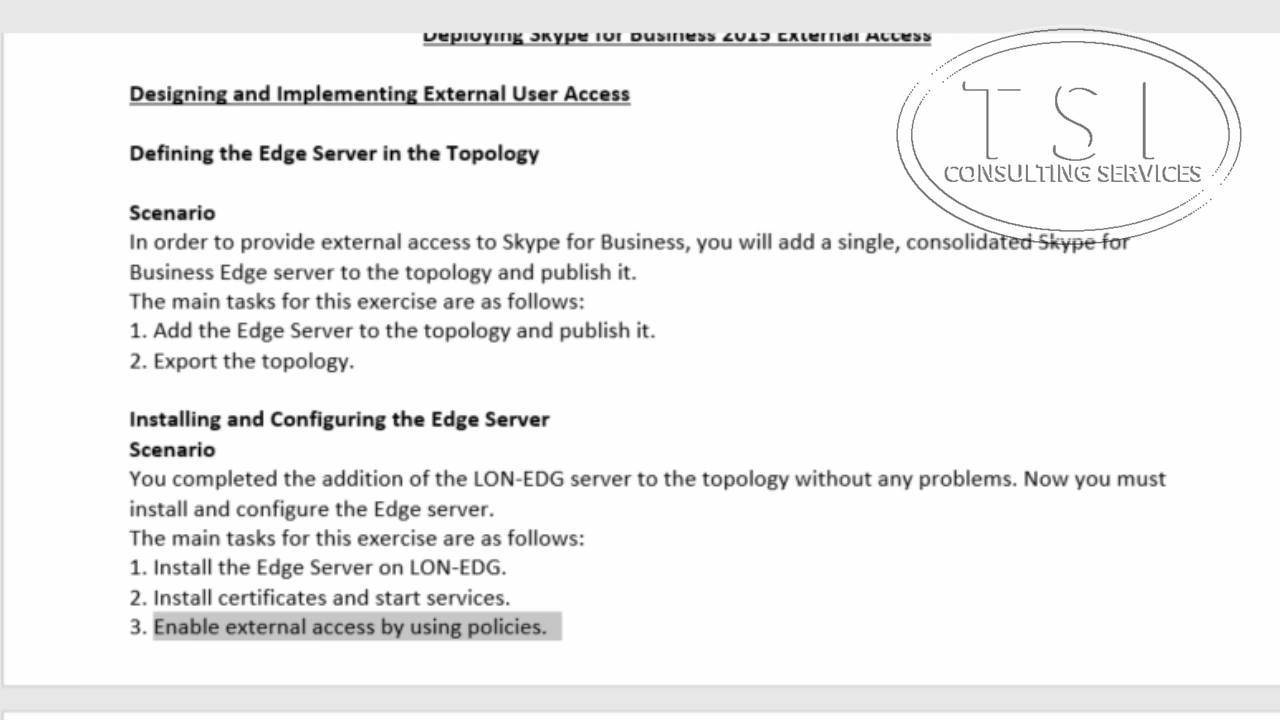 Deploying Skype for Business 2015 External Access
Designing and Implementing External User Access
Defining the Edge Server in the Topology
Scenario
In order to provide external access to Skype for Business, you will add a single, consolidated Skype for
Business Edge server to the topology and publish it.
The main tasks for this exercise are as follows:
1. Add the Edge Server to the topology and publish it.
2. Export the topology.
Installing and Configuring the Edge Server
Scenario
You completed the addition of the LON-EDG server to the topology without any problems. Now you must
install and configure the Edge server.
The main tasks for this exercise are as follows:
1. Install the Edge Server on LON-EDG.
2. Install certificates and start services.
3. Enable external access by using policies.
TSI
CONSULTING SERVICES